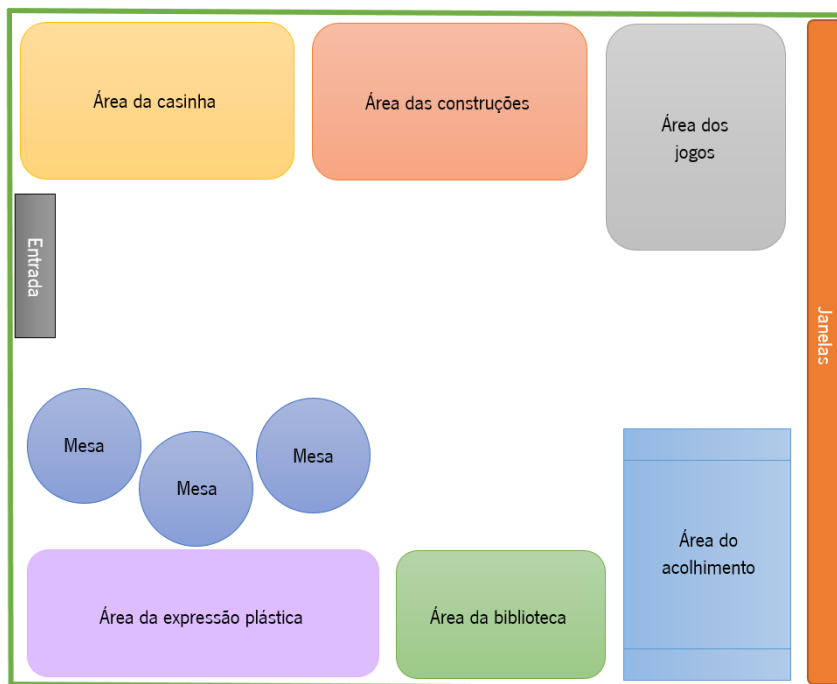 Área da casinha
Área das construções
Área dos
jogos
Entrada
Janelas
Mesa
Mesa
Mesa
Área do
acolhimento
Área da expressão plástica
Área da biblioteca